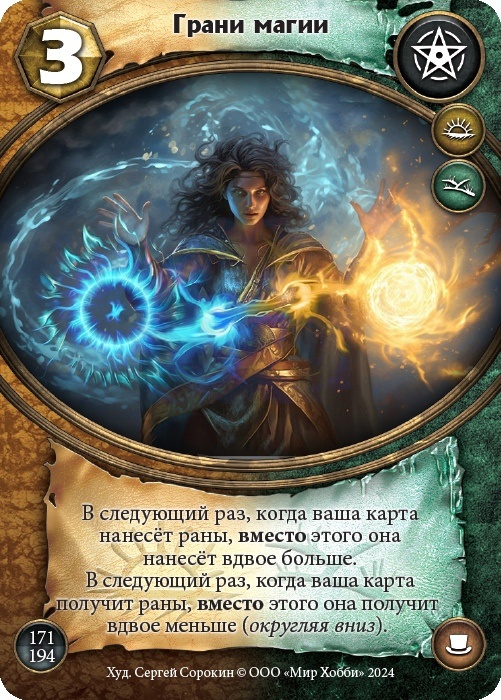 Грани магии
3
В следующий раз, когда ваша карта
нанесёт раны, вместо этого она
нанесёт вдвое больше.
В следующий раз, когда ваша карта
получит раны, вместо этого она получит
вдвое меньше (округляя вниз).
171
194
Худ. Сергей Сорокин © ООО «Мир Хобби» 2024